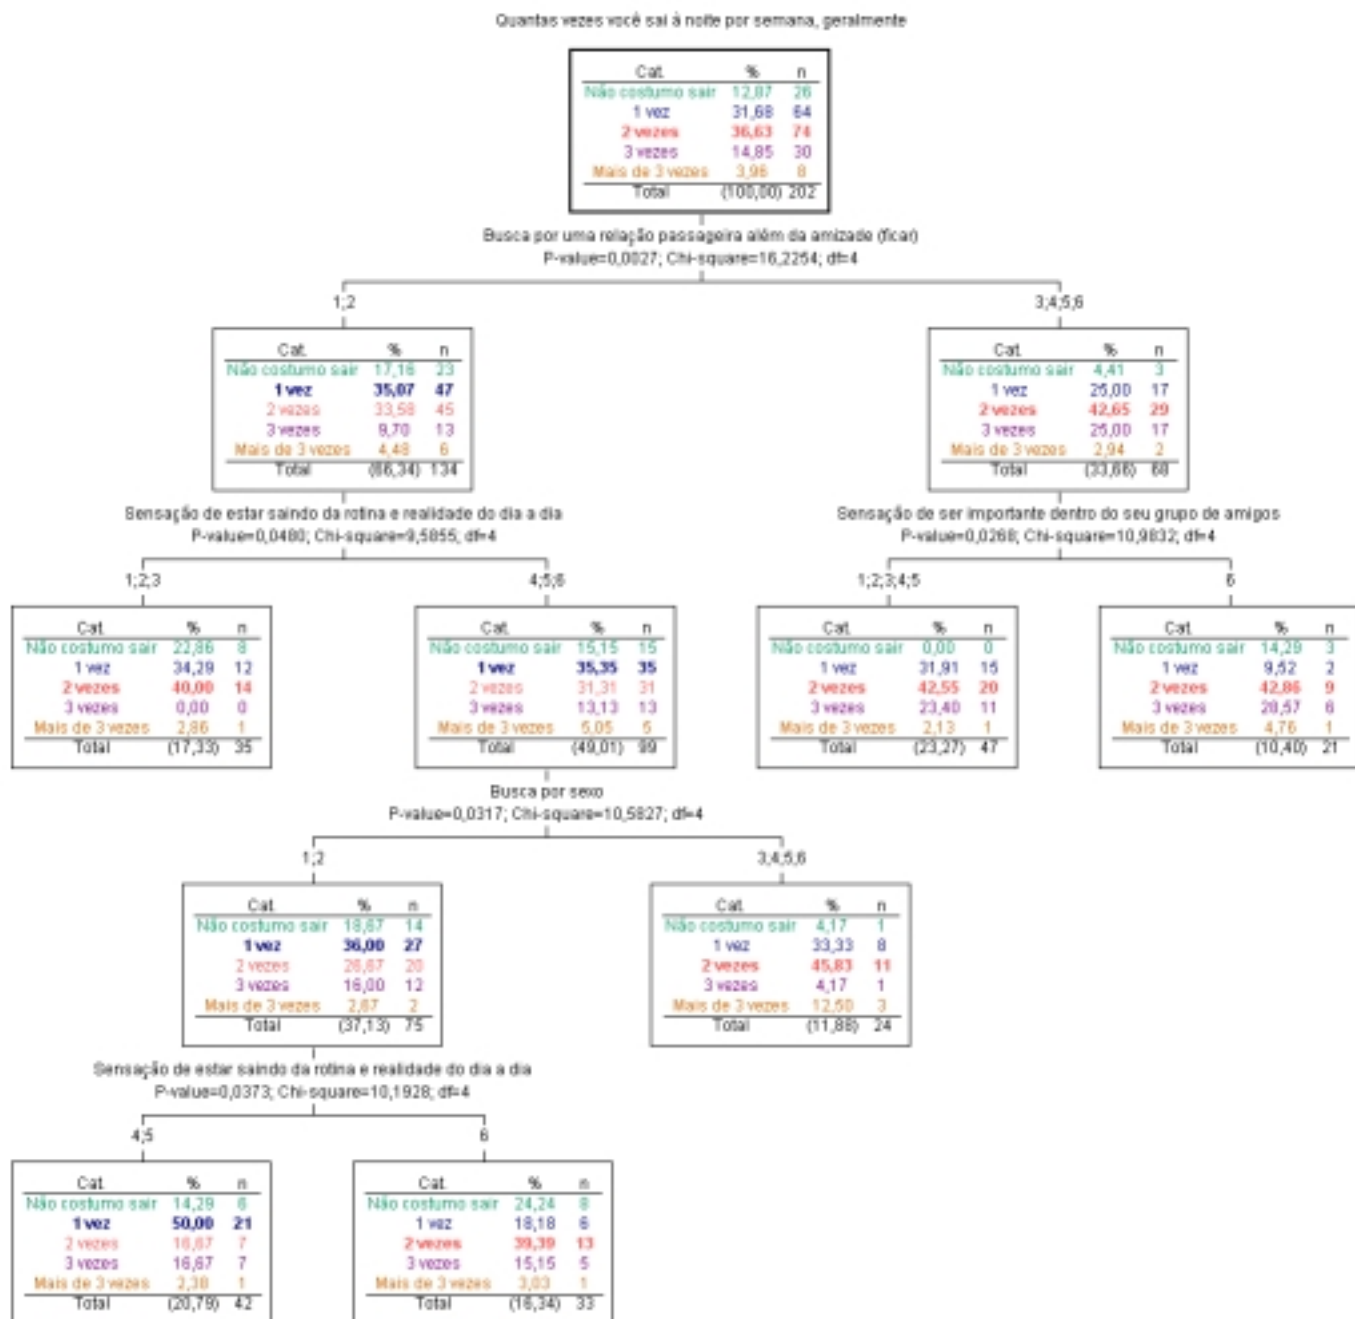 Quantas vezes você sai à noite por semana, geralmente
Cat. % n
Não costumo sair 12,87 26
1 vez 31,68 64
2 vezes 36,63 74
3 vezes 14,85 30
Mais de 3 vezes 3,96 8
Total (100,00) 202
Busca por uma relação passageira além da amizade (ficar)
P-value=0,0027; Chi-square=16,2254; df=4
1;2
3;4;5;6
Cat. % n
Não costumo sair 17,16 23
1 vez 35,07 47
2 vezes 33,58 45
3 vezes 9,70 13
Mais de 3 vezes 4,48 6
Total (66,34) 134
Cat. % n
Não costumo sair 4,41 3
1 vez 25,00 17
2 vezes 42,65 29
3 vezes 25,00 17
Mais de 3 vezes 2,94 2
Total (33,66) 68
Sensação de estar saindo da rotina e realidade do dia a dia
P-value=0,0480; Chi-square=9,5855; df=4
Sensação de ser importante dentro do seu grupo de amigos
P-value=0,0268; Chi-square=10,9832; df=4
1;2;3
4;5;6
1;2;3;4;5
6
Cat. % n
Não costumo sair 22,86 8
1 vez 34,29 12
2 vezes 40,00 14
3 vezes 0,00 0
Mais de 3 vezes 2,86 1
Total (17,33) 35
Cat. % n
Não costumo sair 15,15 15
1 vez 35,35 35
2 vezes 31,31 31
3 vezes 13,13 13
Mais de 3 vezes 5,05 5
Total (49,01) 99
Cat. % n
Não costumo sair 0,00 0
1 vez 31,91 15
2 vezes 42,55 20
3 vezes 23,40 11
Mais de 3 vezes 2,13 1
Total (23,27) 47
Cat. % n
Não costumo sair 14,29 3
1 vez 9,52 2
2 vezes 42,86 9
3 vezes 28,57 6
Mais de 3 vezes 4,76 1
Total (10,40) 21
Busca por sexo
P-value=0,0317; Chi-square=10,5827; df=4
1;2
3;4;5;6
Cat. % n
Não costumo sair 18,67 14
1 vez 36,00 27
2 vezes 26,67 20
3 vezes 16,00 12
Mais de 3 vezes 2,67 2
Total (37,13) 75
Cat. % n
Não costumo sair 4,17 1
1 vez 33,33 8
2 vezes 45,83 11
3 vezes 4,17 1
Mais de 3 vezes 12,50 3
Total (11,88) 24
Sensação de estar saindo da rotina e realidade do dia a dia
P-value=0,0373; Chi-square=10,1928; df=4
4;5
6
Cat. % n
Não costumo sair 14,29 6
1 vez 50,00 21
2 vezes 16,67 7
3 vezes 16,67 7
Mais de 3 vezes 2,38 1
Total (20,79) 42
Cat. % n
Não costumo sair 24,24 8
1 vez 18,18 6
2 vezes 39,39 13
3 vezes 15,15 5
Mais de 3 vezes 3,03 1
Total (16,34) 33